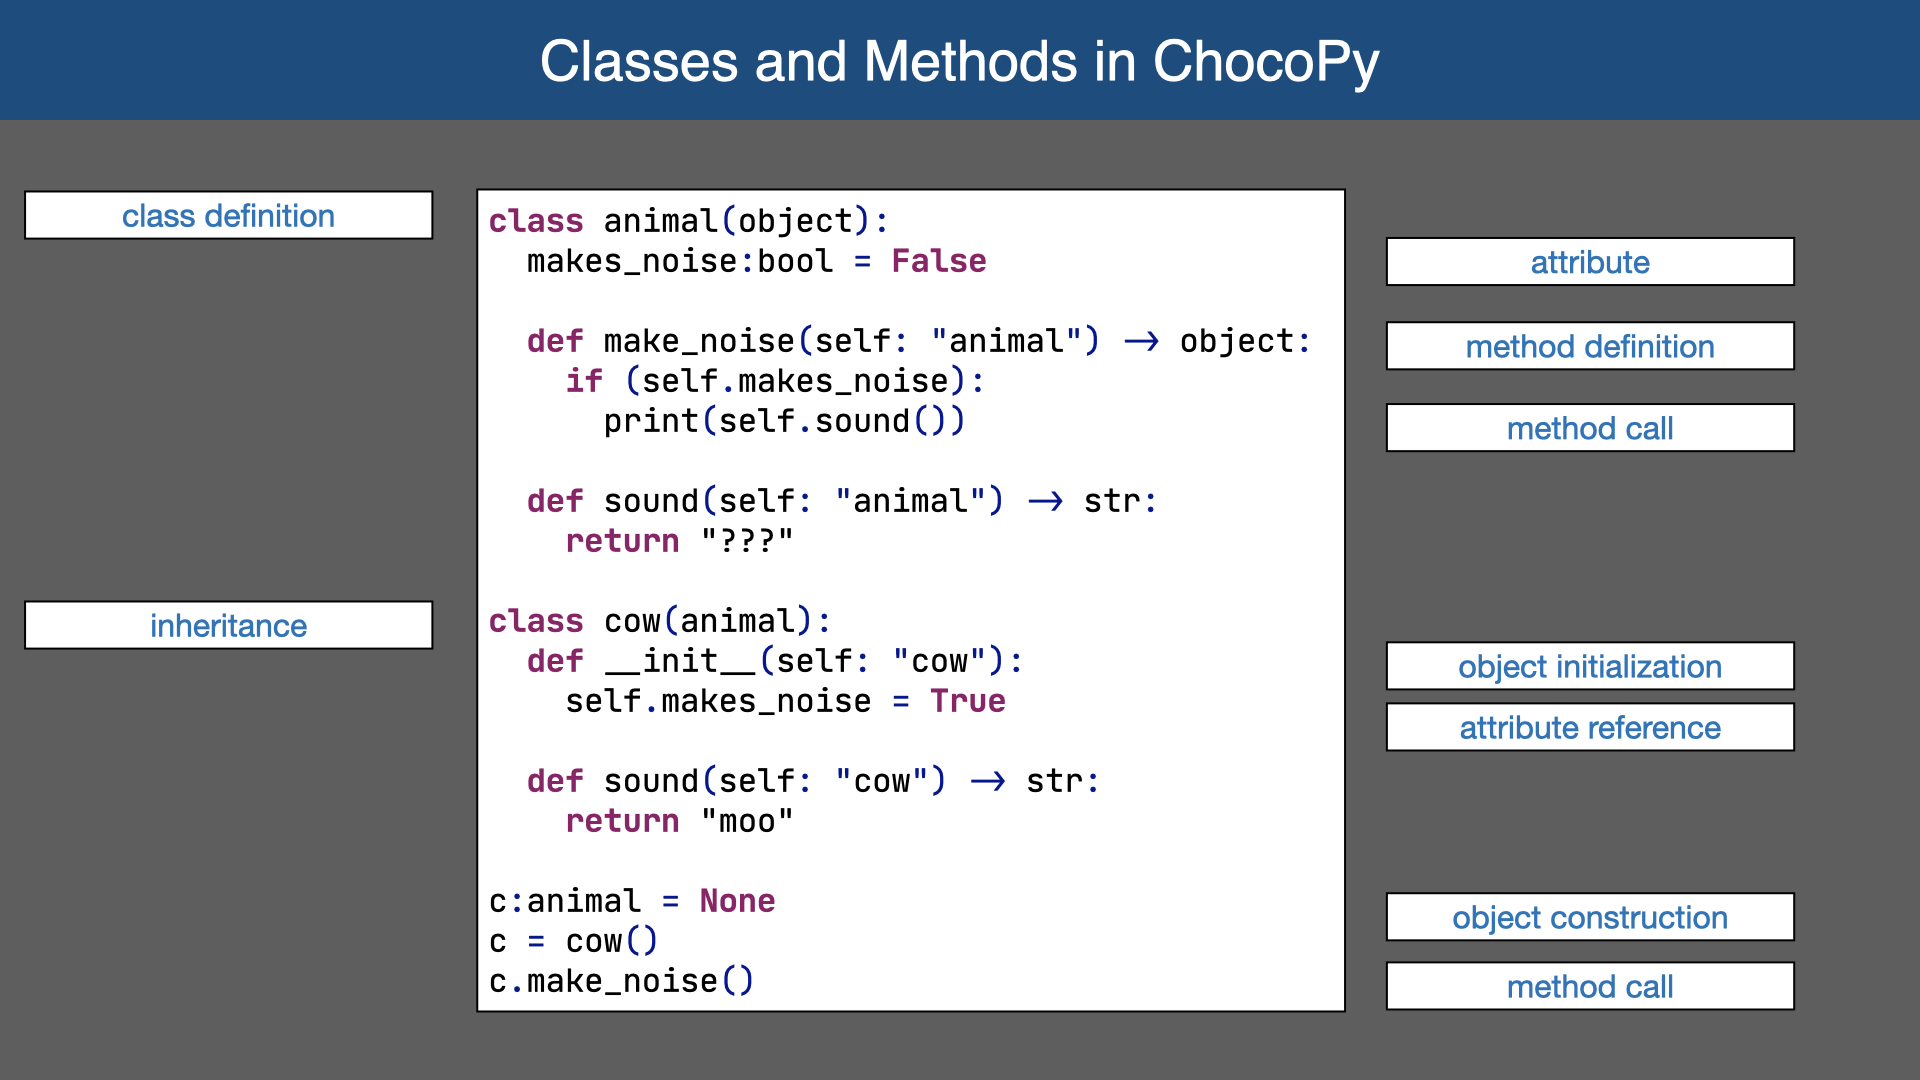 Classes and Methods in ChocoPy
class definition
inheritance
class animal(object):
  makes_noise:bool = False

  def make_noise(self: "animal") -> object:
    if (self.makes_noise):
      print(self.sound())

  def sound(self: "animal") -> str:
    return "???"

class cow(animal):
  def __init__(self: "cow"):
    self.makes_noise = True

  def sound(self: "cow") -> str:
    return "moo"

c:animal = None
c = cow()
c.make_noise()
attribute
method definition
method call
object initialization
attribute reference
object construction
method call